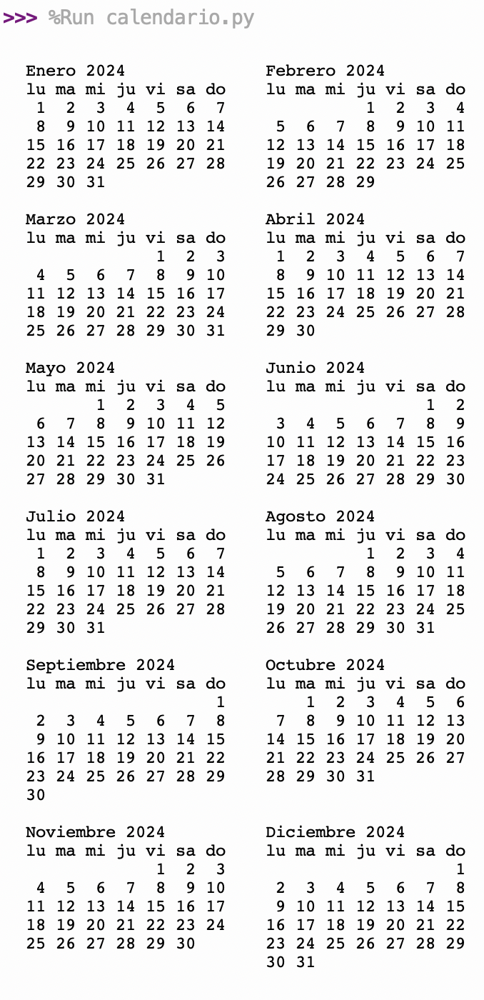 >>> %Run calendario.py
Enero 2024              Febrero 2024
lu ma mi ju vi sa do    lu ma mi ju vi sa do
 1  2  3  4  5  6  7              1  2  3  4
 8  9 10 11 12 13 14     5  6  7  8  9 10 11
15 16 17 18 19 20 21    12 13 14 15 16 17 18
22 23 24 25 26 27 28    19 20 21 22 23 24 25
29 30 31                26 27 28 29
Marzo 2024              Abril 2024
lu ma mi ju vi sa do    lu ma mi ju vi sa do
             1  2  3     1  2  3  4  5  6  7
 4  5  6  7  8  9 10     8  9 10 11 12 13 14
11 12 13 14 15 16 17    15 16 17 18 19 20 21
18 19 20 21 22 23 24    22 23 24 25 26 27 28
25 26 27 28 29 30 31    29 30
Mayo 2024               Junio 2024
lu ma mi ju vi sa do    lu ma mi ju vi sa do
       1  2  3  4  5                    1  2
 6  7  8  9 10 11 12     3  4  5  6  7  8  9
13 14 15 16 17 18 19    10 11 12 13 14 15 16
20 21 22 23 24 25 26    17 18 19 20 21 22 23
27 28 29 30 31          24 25 26 27 28 29 30
Julio 2024              Agosto 2024
lu ma mi ju vi sa do    lu ma mi ju vi sa do
 1  2  3  4  5  6  7              1  2  3  4
 8  9 10 11 12 13 14     5  6  7  8  9 10 11
15 16 17 18 19 20 21    12 13 14 15 16 17 18
22 23 24 25 26 27 28    19 20 21 22 23 24 25
29 30 31                26 27 28 29 30 31
Septiembre 2024         Octubre 2024
lu ma mi ju vi sa do    lu ma mi ju vi sa do
                   1        1  2  3  4  5  6
 2  3  4  5  6  7  8     7  8  9 10 11 12 13
 9 10 11 12 13 14 15    14 15 16 17 18 19 20
16 17 18 19 20 21 22    21 22 23 24 25 26 27
23 24 25 26 27 28 29    28 29 30 31
30
Noviembre 2024          Diciembre 2024
lu ma mi ju vi sa do    lu ma mi ju vi sa do
             1  2  3                       1
 4  5  6  7  8  9 10     2  3  4  5  6  7  8
11 12 13 14 15 16 17     9 10 11 12 13 14 15
18 19 20 21 22 23 24    16 17 18 19 20 21 22
25 26 27 28 29 30       23 24 25 26 27 28 29
                        30 31